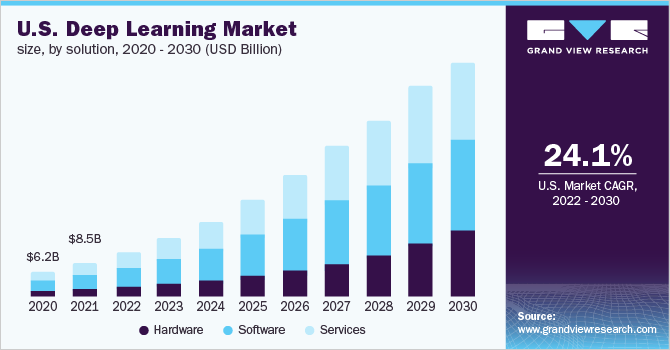 U.S. Deep Learning Market
size, by solution, 2020 - 2030 (USD Billion)
$6.2B
$8.5B
2020 2021 2022 2023 2024 2025 2026 2027 2028 2029 2030
Hardware Software Services
GRAND VIEW RESEARCH
24.1%
U.S. Market CAGR,
2022 - 2030
Source:
www.grandviewresearch.com